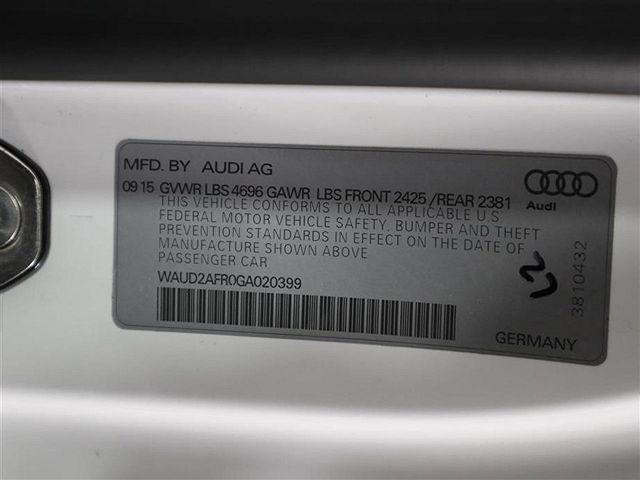 MFD. BY AUDI AG
09 15 GVWR LBS 4696 GAWR LBS FRONT 2425 / REAR 2381
THIS VEHICLE CONFORMS TO ALL APPLICABLE U S
FEDERAL MOTOR VEHICLE SAFETY, BUMPER AND THEFT
PREVENTION STANDARDS IN EFFECT ON THE DATE OF
MANUFACTURE SHOWN ABOVE
PASSENGER CAR
WAUD2AFR0GA020399
Audi
3810432
GERMANY